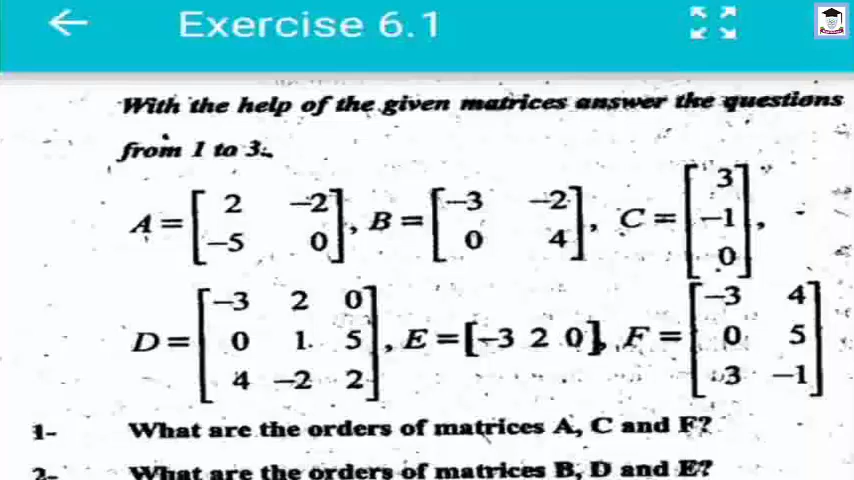 Exercise 6.1
With the help of the given matrices answer the questions
from 1 to 3:.
A = [ 2 -2 ; -5 0 ], B = [ -3 -2 ; 0 4 ], C = [ 3 ; -1 ; 0 ],
D = [ -3 2 0 ; 0 1 5 ; 4 -2 2 ], E = [-3 2 0], F = [ -3 4 ; 0 5 ; 3 -1 ]
1- What are the orders of matrices A, C and F?
2- What are the orders of matrices B, D and E?